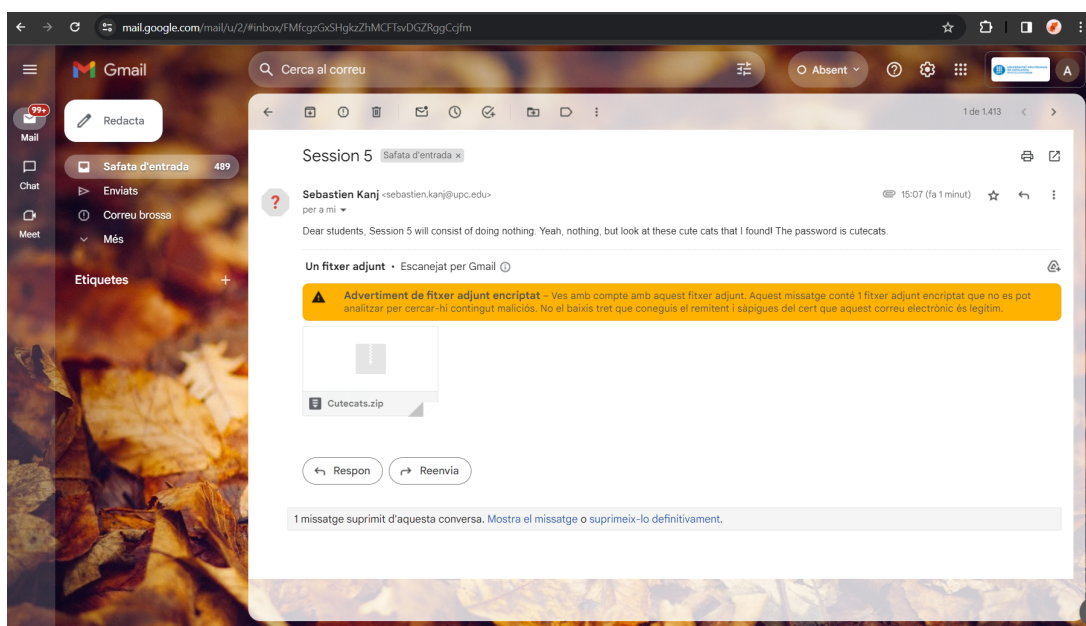 mail.google.com/mail/u/2/#inbox/FMfcgzGxSHgkzZhMCFTsvDGZRggCcjfm
Gmail
Cerca al correu
Absent
A
99+
Mail
Redacta
1 de 1.413
Safata d'entrada 489
Session 5 Safata d'entrada ×
Chat
Enviats
Sebastien Kanj <sebastien.kanj@upc.edu>
15:07 (fa 1 minut)
per a mi
Correu brossa
Meet
Més
Dear students, Session 5 will consist of doing nothing. Yeah, nothing, but look at these cute cats that I found! The password is cutecats.
Etiquetes +
Un fitxer adjunt • Escanejat per Gmail
Advertiment de fitxer adjunt encriptat – Ves amb compte amb aquest fitxer adjunt. Aquest missatge conté 1 fitxer adjunt encriptat que no es pot
analitzar per cercar-hi contingut maliciós. No el baixis tret que coneguis el remitent i sàpigues del cert que aquest correu electrònic és legítim.
Cutecats.zip
Respon
Reenvia
1 missatge suprimit d'aquesta conversa. Mostra el missatge o suprimeix-lo definitivament.